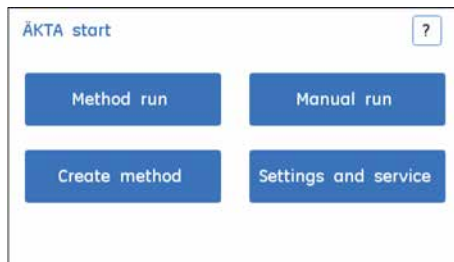 ÄKTA start
?
Method run
Manual run
Create method
Settings and service